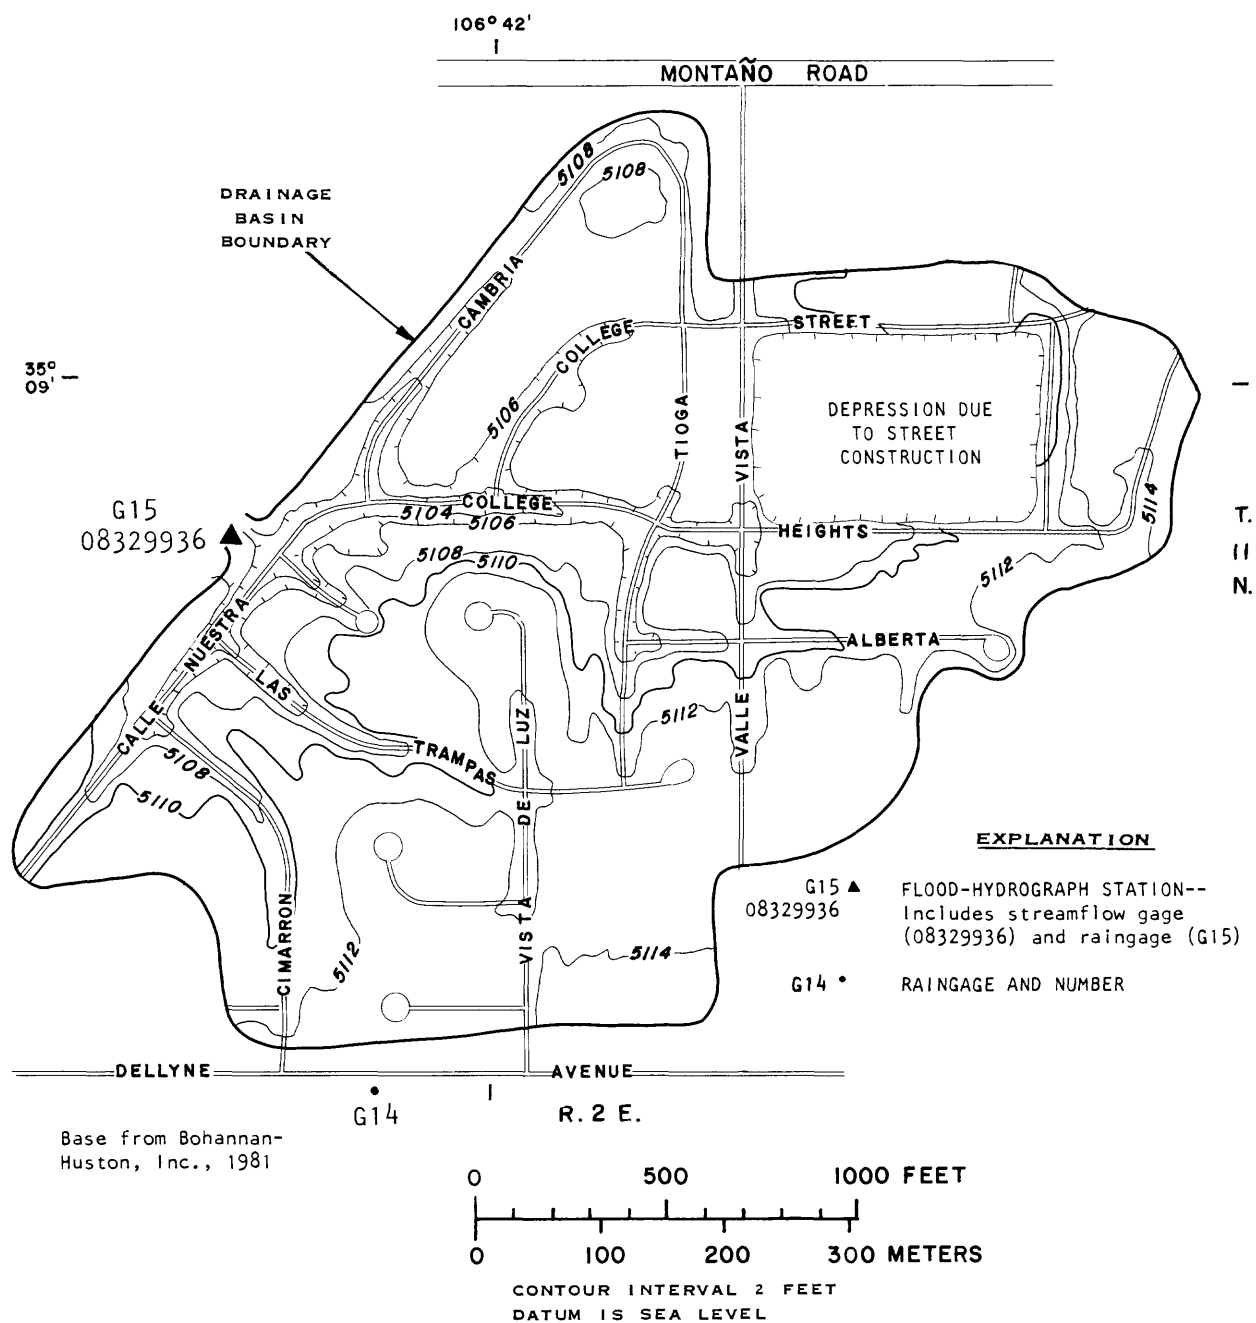 106° 42'
MONTAÑO ROAD
DRAINAGE
BASIN
BOUNDARY
5108
5108
CAMBRIA
COLLEGE
STREET
35°
09'
5106
TIOGA
VISTA
DEPRESSION DUE
TO STREET
CONSTRUCTION
G15
08329936
COLLEGE
5104
5106
HEIGHTS
5114
T.
11
N.
5108
5110
5112
NUESTRA
ALBERTA
LAS
CALLE
LUZ
5112
VALLE
5108
TRAMPAS
5110
DE
EXPLANATION
G15
08329936
FLOOD-HYDROGRAPH STATION--
Includes streamflow gage
(08329936) and raingage (G15)
CIMARRON
VISTA
5112
5114
G14
RAINGAGE AND NUMBER
DELLYNE AVENUE
G14
R. 2 E.
Base from Bohannan-
Huston, Inc., 1981
0 500 1000 FEET
0 100 200 300 METERS
CONTOUR INTERVAL 2 FEET
DATUM IS SEA LEVEL